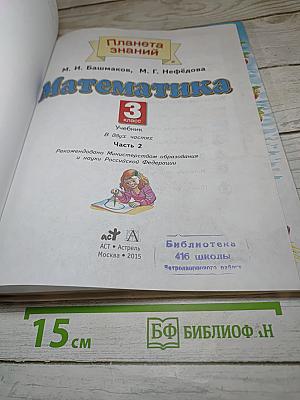 Планета
знаний
М. И. Башмаков, М. Г. Нефёдова
Математика
3
класс
Учебник
В двух частях
Часть 2
Рекомендовано Министерством образования
и науки Российской Федерации
АСТ • Астрель
Москва • 2015
Библиотека
416 школы
15 см
БФ БИБЛИОФАН